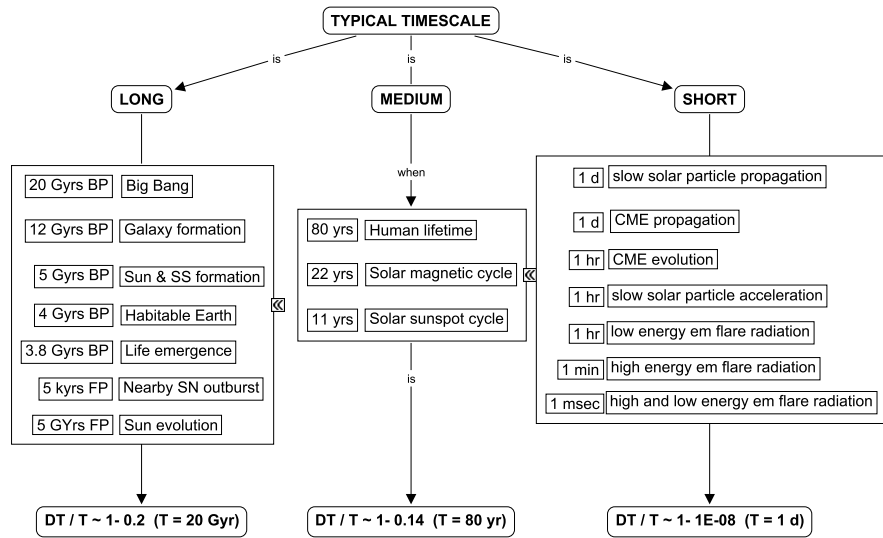 TYPICAL TIMESCALE
is
is
is
LONG
MEDIUM
SHORT
when
20 Gyrs BP Big Bang
12 Gyrs BP Galaxy formation
5 Gyrs BP Sun & SS formation
4 Gyrs BP Habitable Earth
3.8 Gyrs BP Life emergence
5 kyrs FP Nearby SN outburst
5 GYrs FP Sun evolution
80 yrs Human lifetime
22 yrs Solar magnetic cycle
11 yrs Solar sunspot cycle
is
1 d slow solar particle propagation
1 d CME propagation
1 hr CME evolution
1 hr slow solar particle acceleration
1 hr low energy em flare radiation
1 min high energy em flare radiation
1 msec high and low energy em flare radiation
DT / T ~ 1- 0.2 (T = 20 Gyr)
DT / T ~ 1- 0.14 (T = 80 yr)
DT / T ~ 1- 1E-08 (T = 1 d)